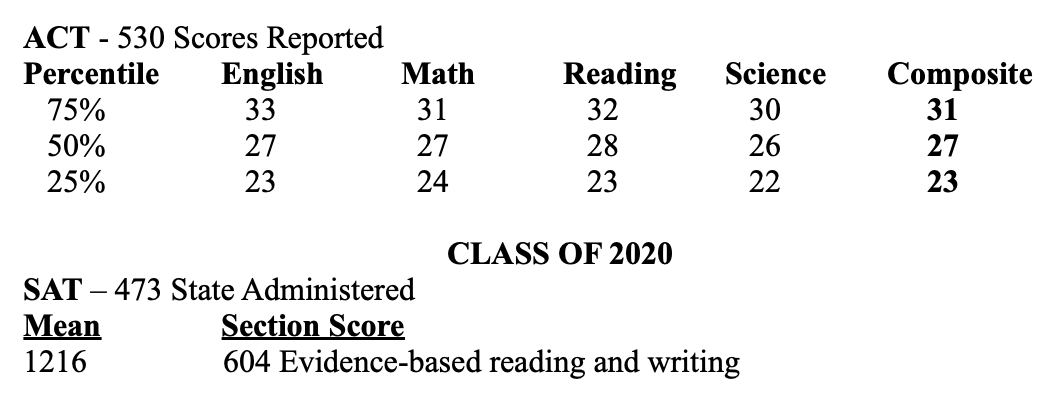 ACT - 530 Scores Reported
Percentile English Math Reading Science Composite
75% 33 31 32 30 31
50% 27 27 28 26 27
25% 23 24 23 22 23
CLASS OF 2020
SAT – 473 State Administered
Mean Section Score
1216 604 Evidence-based reading and writing